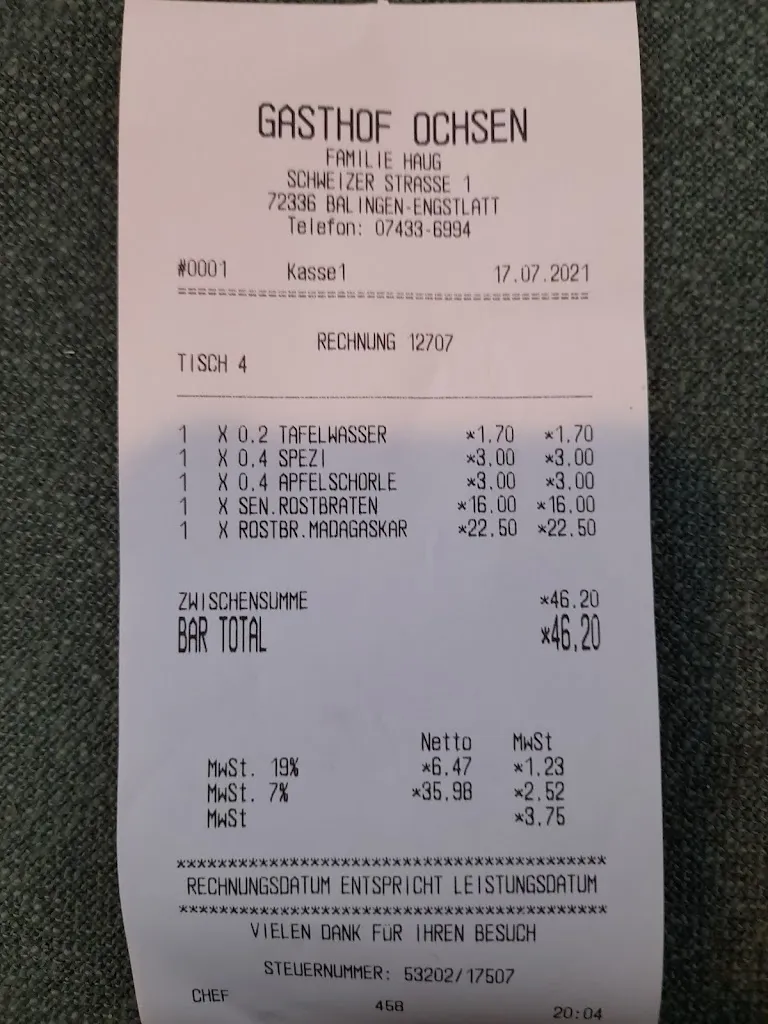 GASTHOF OCHSEN
FAMILIE HAUG
SCHWEIZER STRASSE 1
72336 BALINGEN-ENGSTLATT
Telefon: 07433-6994
#0001 Kasse1 17.07.2021
================================================
RECHNUNG 12707
TISCH 4
1 X 0.2 TAFELWASSER *1.70 *1.70
1 X 0.4 SPEZI *3.00 *3.00
1 X 0.4 APFELSCHORLE *3.00 *3.00
1 X SEN.ROSTBRATEN *16.00 *16.00
1 X ROSTBR.MADAGASKAR *22.50 *22.50
ZWISCHENSUMME *46.20
BAR TOTAL *46.20
Netto MwSt
MwSt. 19% *6.47 *1.23
MwSt. 7% *35.98 *2.52
MwSt *3.75
******************************************
RECHNUNGSDATUM ENTSPRICHT LEISTUNGSDATUM
******************************************
VIELEN DANK FÜR IHREN BESUCH
STEUERNUMMER: 53202/17507
CHEF 458 20:04